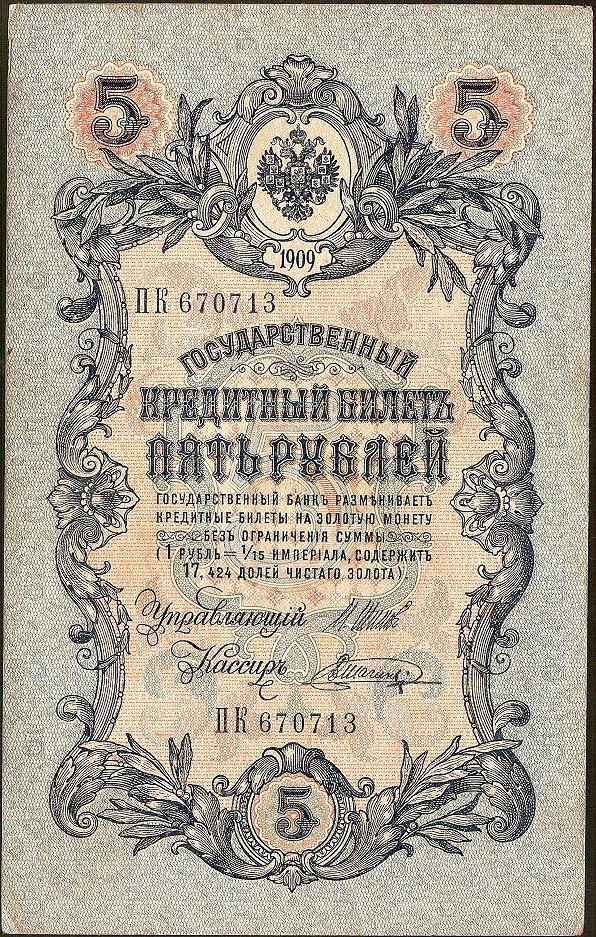 5 5
1909
ПК 670713
ГОСУДАРСТВЕННЫЙ
КРЕДИТНЫЙ БИЛЕТЪ
ПЯТЬ РУБЛЕЙ
ГОСУДАРСТВЕННЫЙ БАНКЪ РАЗМѢНИВАЕТЪ
КРЕДИТНЫЕ БИЛЕТЫ НА ЗОЛОТУЮ МОНЕТУ
БЕЗЪ ОГРАНИЧЕНІЯ СУММЫ
(1 РУБЛЬ = 1/15 ИМПЕРІАЛА, СОДЕРЖИТЪ
17,424 ДОЛЕЙ ЧИСТАГО ЗОЛОТА).
Управляющій
Кассиръ
ПК 670713
5